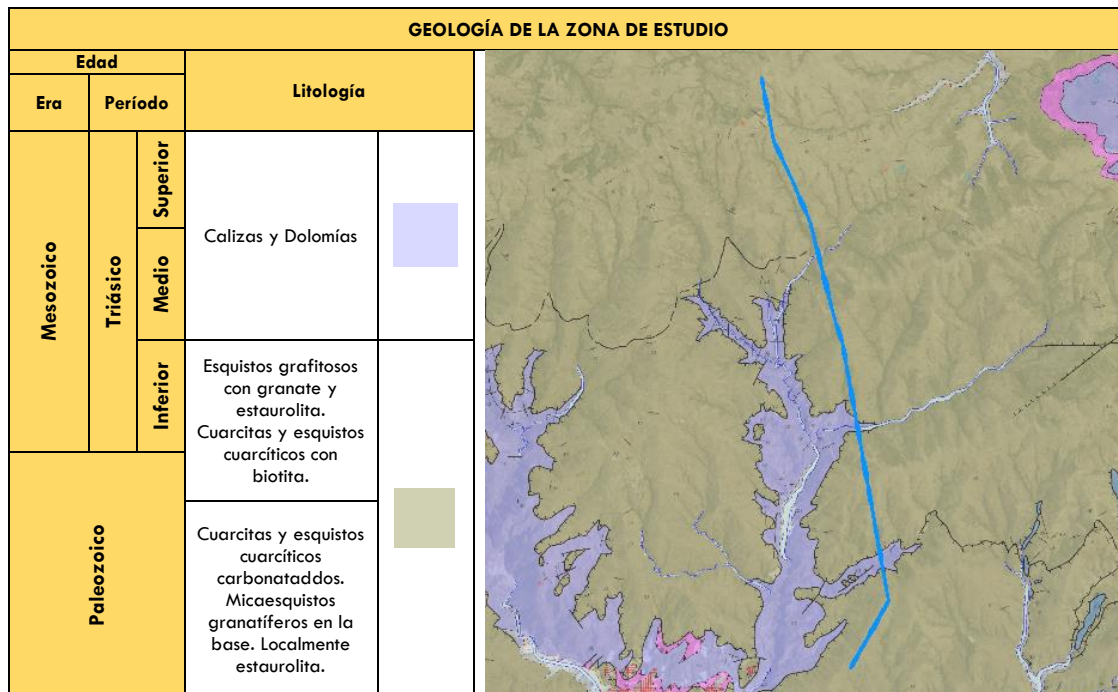 GEOLOGÍA DE LA ZONA DE ESTUDIO
Edad
Era
Período
Litología
Mesozoico
Triásico
Superior
Medio
Inferior
Calizas y Dolomías
Esquistos grafitosos
con granate y
estaurolita.
Cuarcitas y esquistos
cuarcíticos con
biotita.
Paleozoico
Cuarcitas y esquistos
cuarcíticos
carbonataddos.
Micaesquistos
granatíferos en la
base. Localmente
estaurolita.